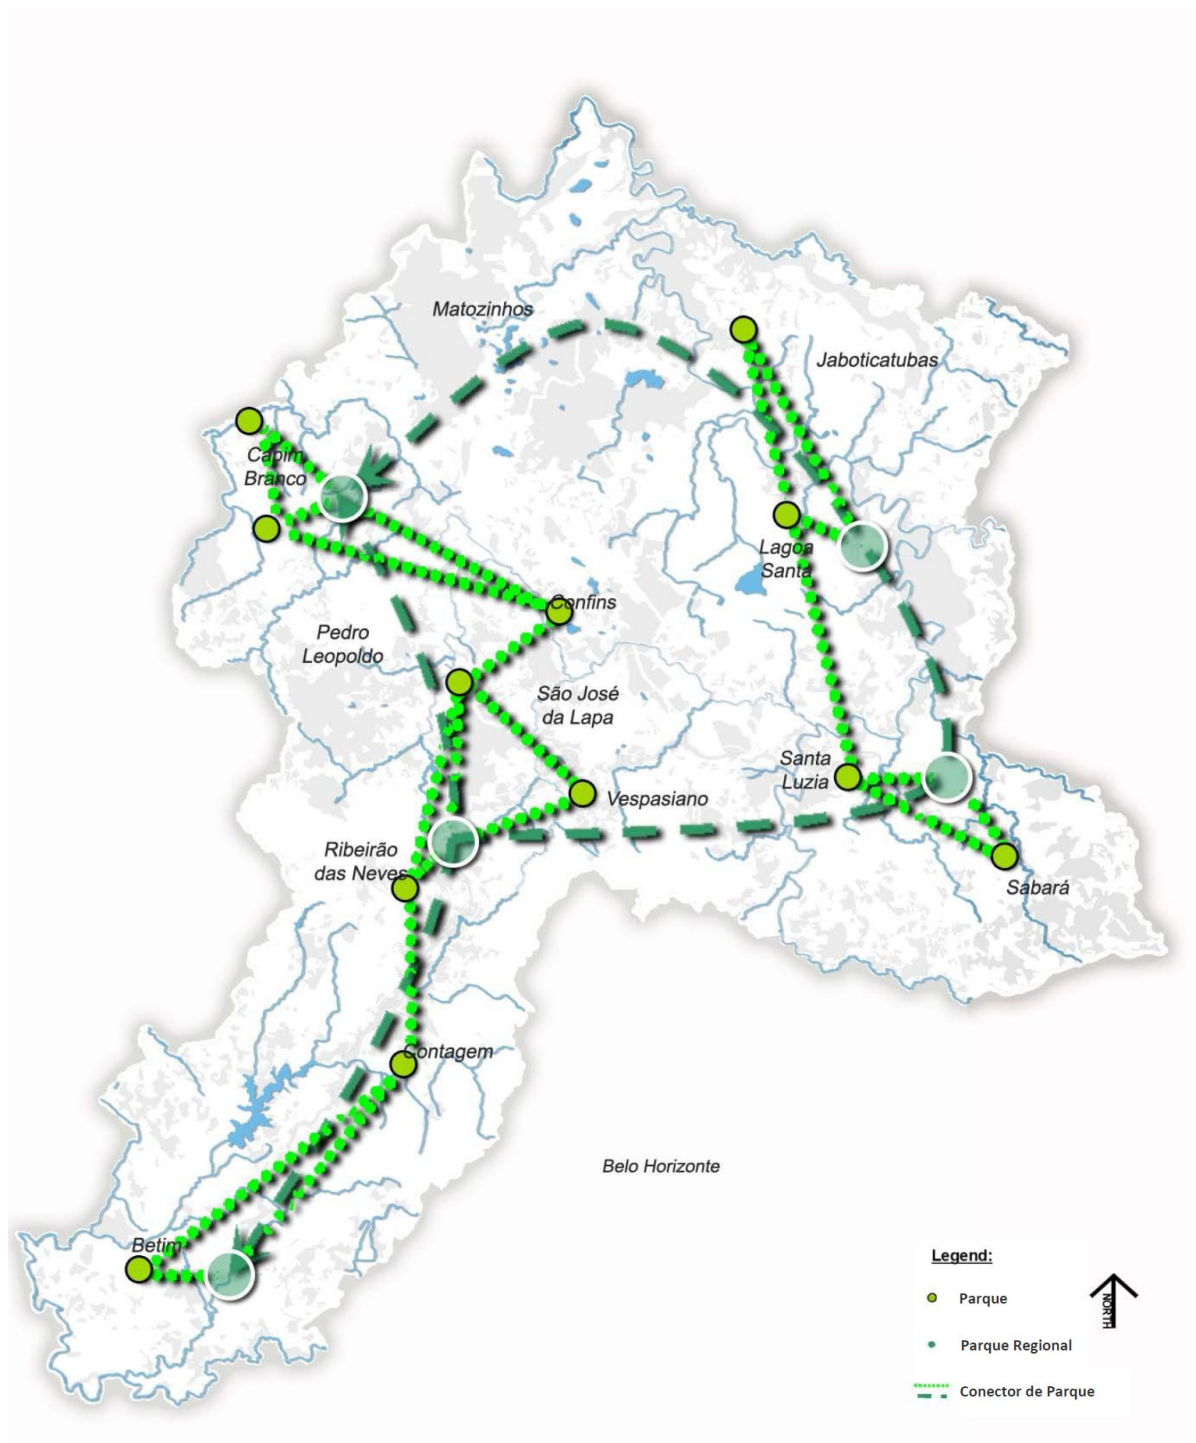 Matozinhos
Jaboticatubas
Capim
Branco
Lagoa
Santa
Confins
Pedro
Leopoldo
São José
da Lapa
Santa
Luzia
Vespasiano
Ribeirão
das Neves
Sabará
Contagem
Belo Horizonte
Betim
Legend:
Parque
NORTH
Parque Regional
Conector de Parque